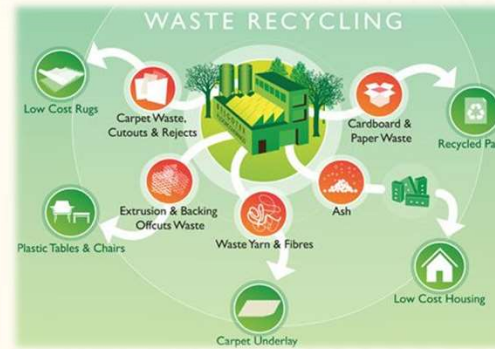 WASTE RECYCLING
Low Cost Rugs
Carpet Waste,
Cutouts & Rejects
Cardboard &
Paper Waste
Recycled Pa
Extrusion & Backing
Offcuts Waste
Ash
Waste Yarn & Fibres
Plastic Tables & Chairs
Low Cost Housing
Carpet Underlay